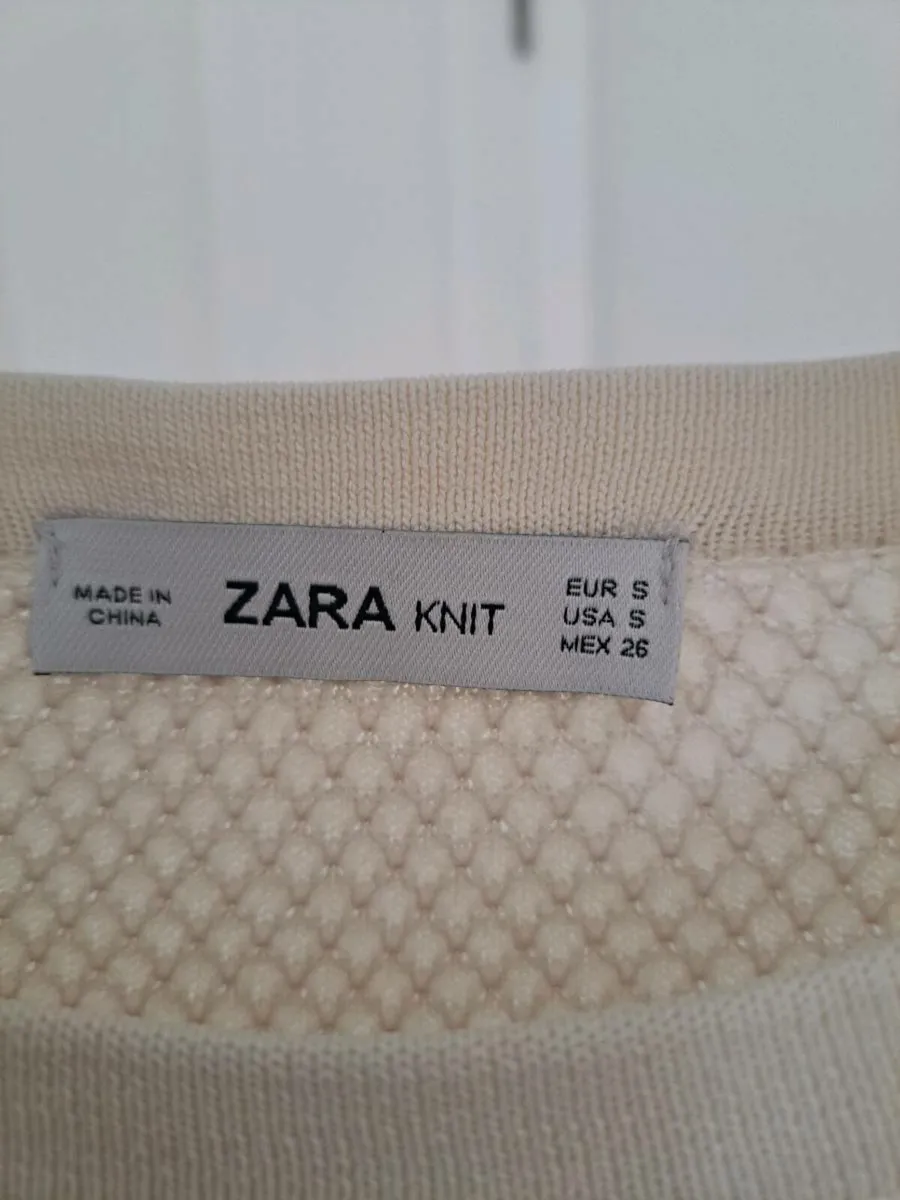 MADE IN
CHINA
ZARA KNIT
EUR S
USA S
MEX 26